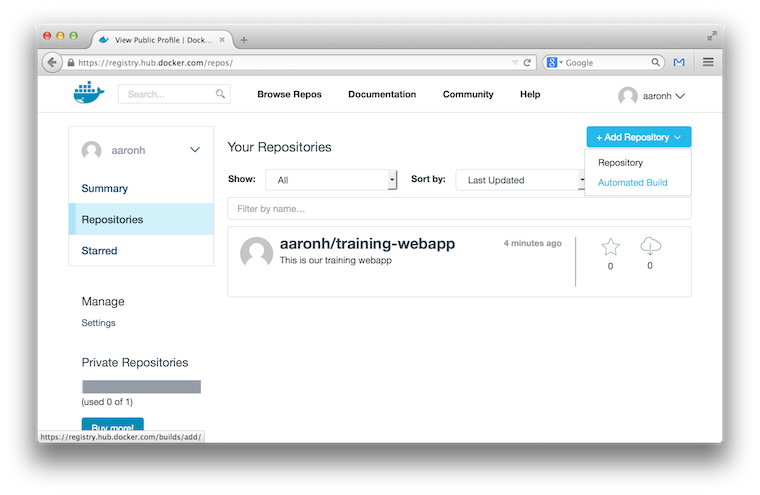 View Public Profile | Dock...
https://registry.hub.docker.com/repos/
Google
Search...
Browse Repos
Documentation
Community
Help
aaronh
aaronh
Summary
Repositories
Starred
Manage
Settings
Private Repositories
(used 0 of 1)
Buy more!
Your Repositories
+ Add Repository
Repository
Automated Build
Show:
All
Sort by:
Last Updated
Filter by name...
aaronh/training-webapp
This is our training webapp
4 minutes ago
0
0
https://registry.hub.docker.com/builds/add/